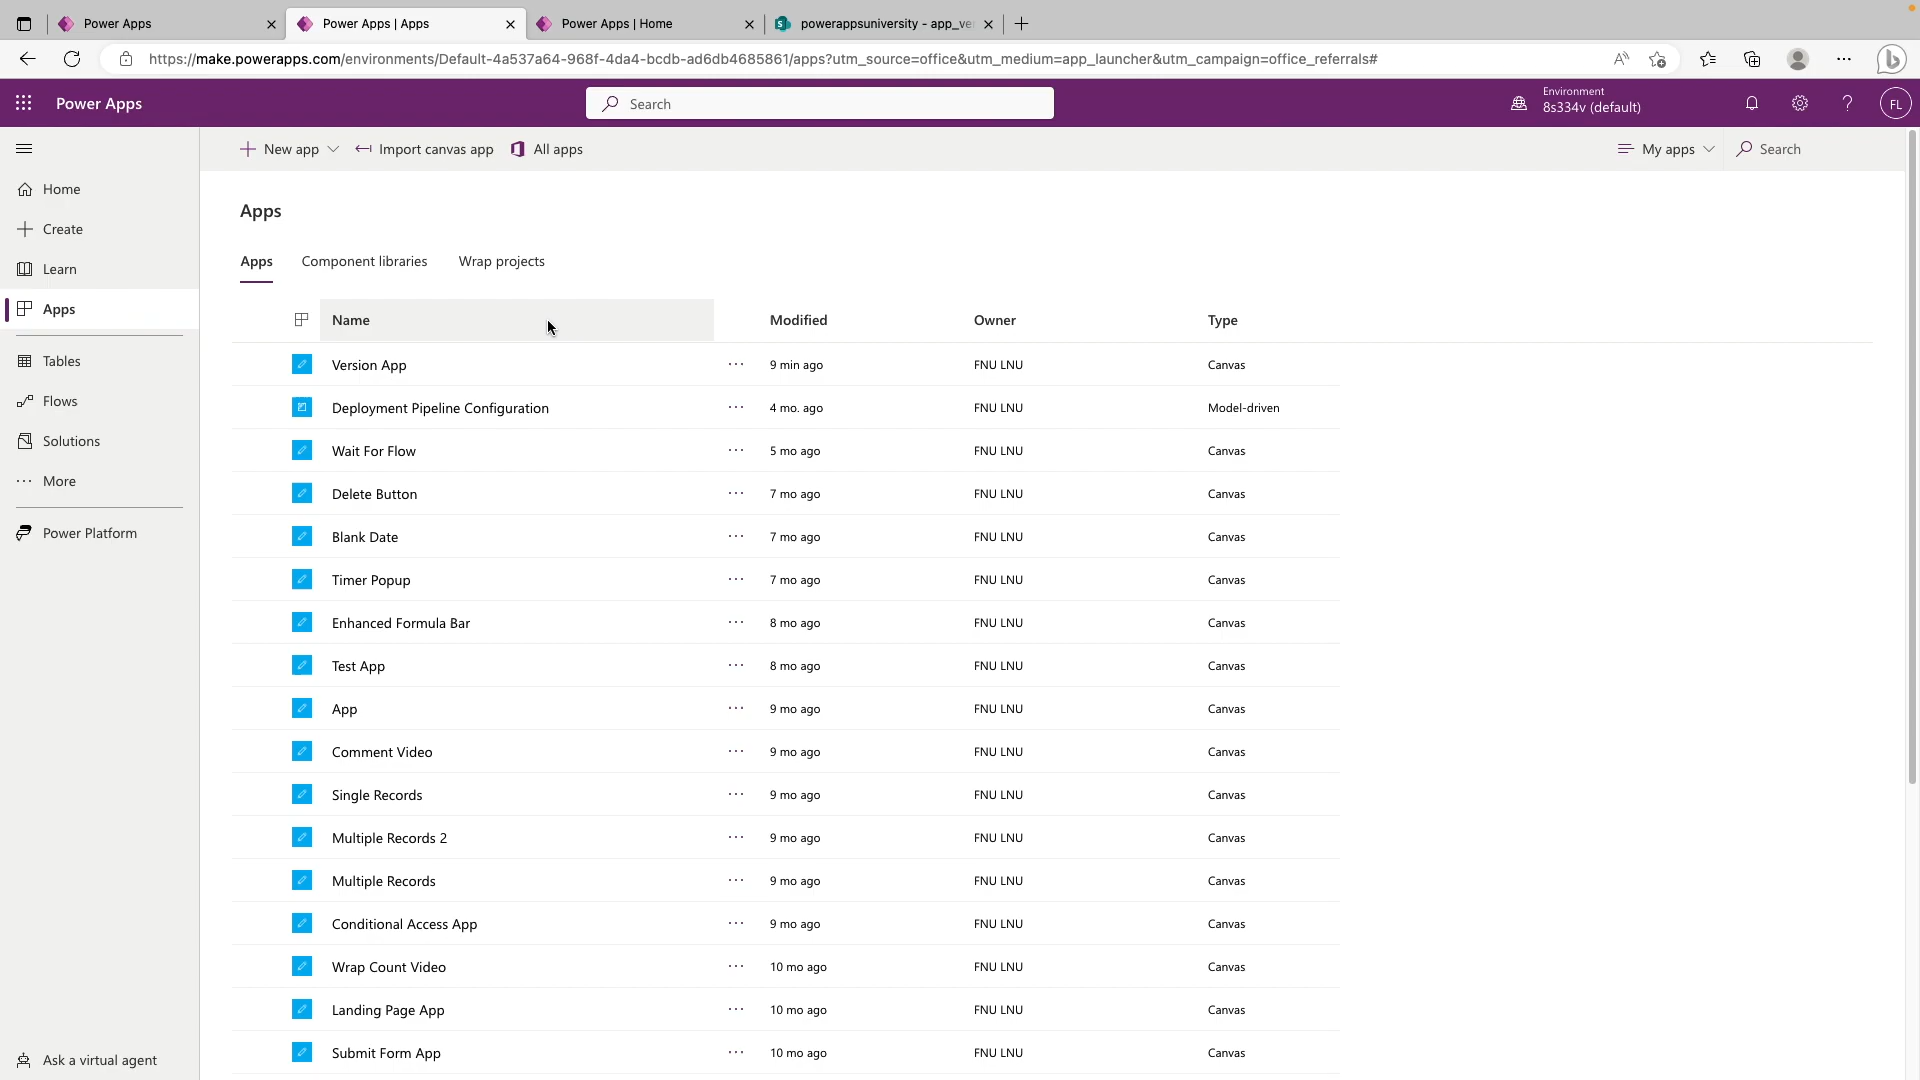 Power Apps
Power Apps | Apps
Power Apps | Home
powerappsuniversity - app_ve
https://make.powerapps.com/environments/Default-4a537a64-968f-4da4-bcdb-ad6db4685861/apps?utm_source=office&utm_medium=app_launcher&utm_campaign=office_referrals#
Power Apps
Search
Environment
8s334v (default)
FL
New app
Import canvas app
All apps
My apps
Search
Home
Create
Learn
Apps
Tables
Flows
Solutions
More
Power Platform
Ask a virtual agent
Apps
Apps Component libraries Wrap projects
Name Modified Owner Type
Version App ... 9 min ago FNU LNU Canvas
Deployment Pipeline Configuration ... 4 mo. ago FNU LNU Model-driven
Wait For Flow ... 5 mo ago FNU LNU Canvas
Delete Button ... 7 mo ago FNU LNU Canvas
Blank Date ... 7 mo ago FNU LNU Canvas
Timer Popup ... 7 mo ago FNU LNU Canvas
Enhanced Formula Bar ... 8 mo ago FNU LNU Canvas
Test App ... 8 mo ago FNU LNU Canvas
App ... 9 mo ago FNU LNU Canvas
Comment Video ... 9 mo ago FNU LNU Canvas
Single Records ... 9 mo ago FNU LNU Canvas
Multiple Records 2 ... 9 mo ago FNU LNU Canvas
Multiple Records ... 9 mo ago FNU LNU Canvas
Conditional Access App ... 9 mo ago FNU LNU Canvas
Wrap Count Video ... 10 mo ago FNU LNU Canvas
Landing Page App ... 10 mo ago FNU LNU Canvas
Submit Form App ... 10 mo ago FNU LNU Canvas